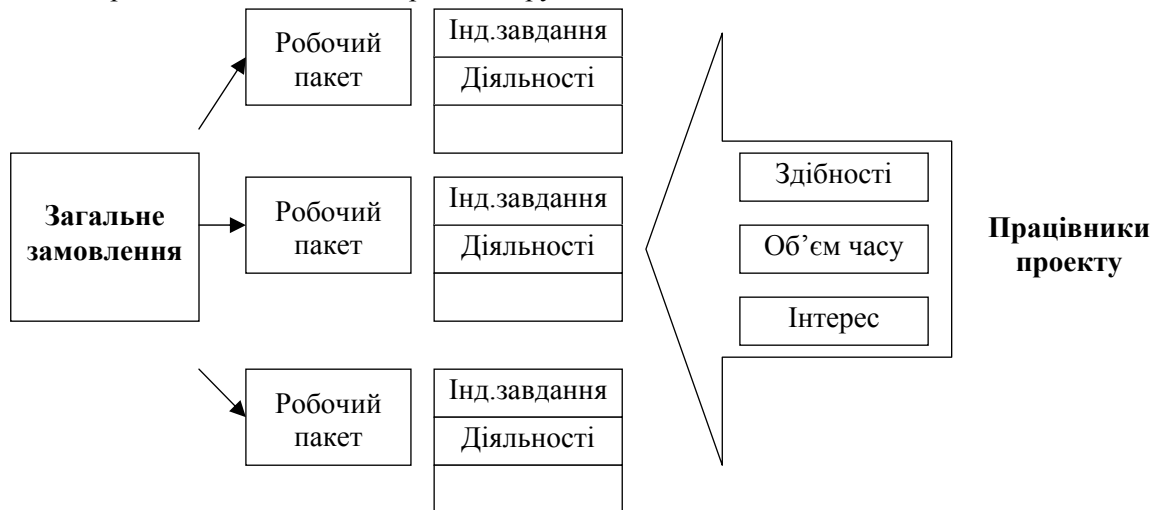 Робочий
пакет
Інд.завдання
Діяльності
Загальне
замовлення
Робочий
пакет
Інд.завдання
Діяльності
Робочий
пакет
Інд.завдання
Діяльності
Здібності
Об’єм часу
Інтерес
Працівники
проекту